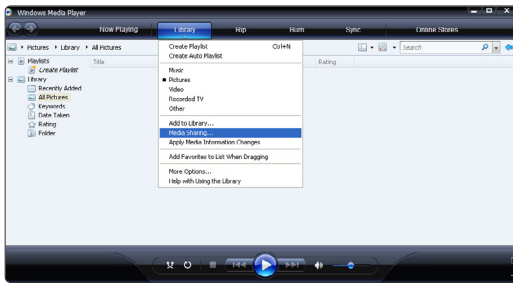 Windows Media Player
Now Playing Library Rip Burn Sync Online Stores
Pictures Library All Pictures Search
Title Rating
Playlists
Create Playlist
Library
Recently Added
All Pictures
Keywords
Date Taken
Rating
Folder
Create Playlist Ctrl+N
Create Auto Playlist
Music
Pictures
Video
Recorded TV
Other
Add to Library...
Media Sharing...
Apply Media Information Changes
Add Favorites to List When Dragging
More Options...
Help with Using the Library